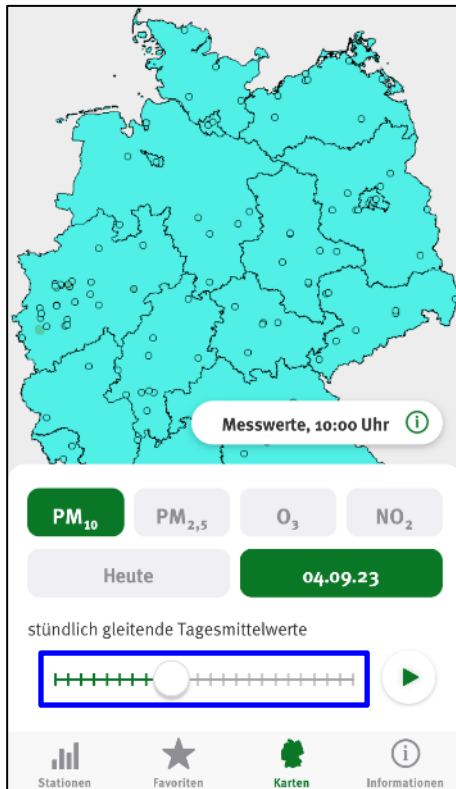 Messwerte, 10:00 Uhr i
PM10 PM2,5 O3 NO2
Heute 04.09.23
stündlich gleitende Tagesmittelwerte
Stationen Favoriten Karten Informationen